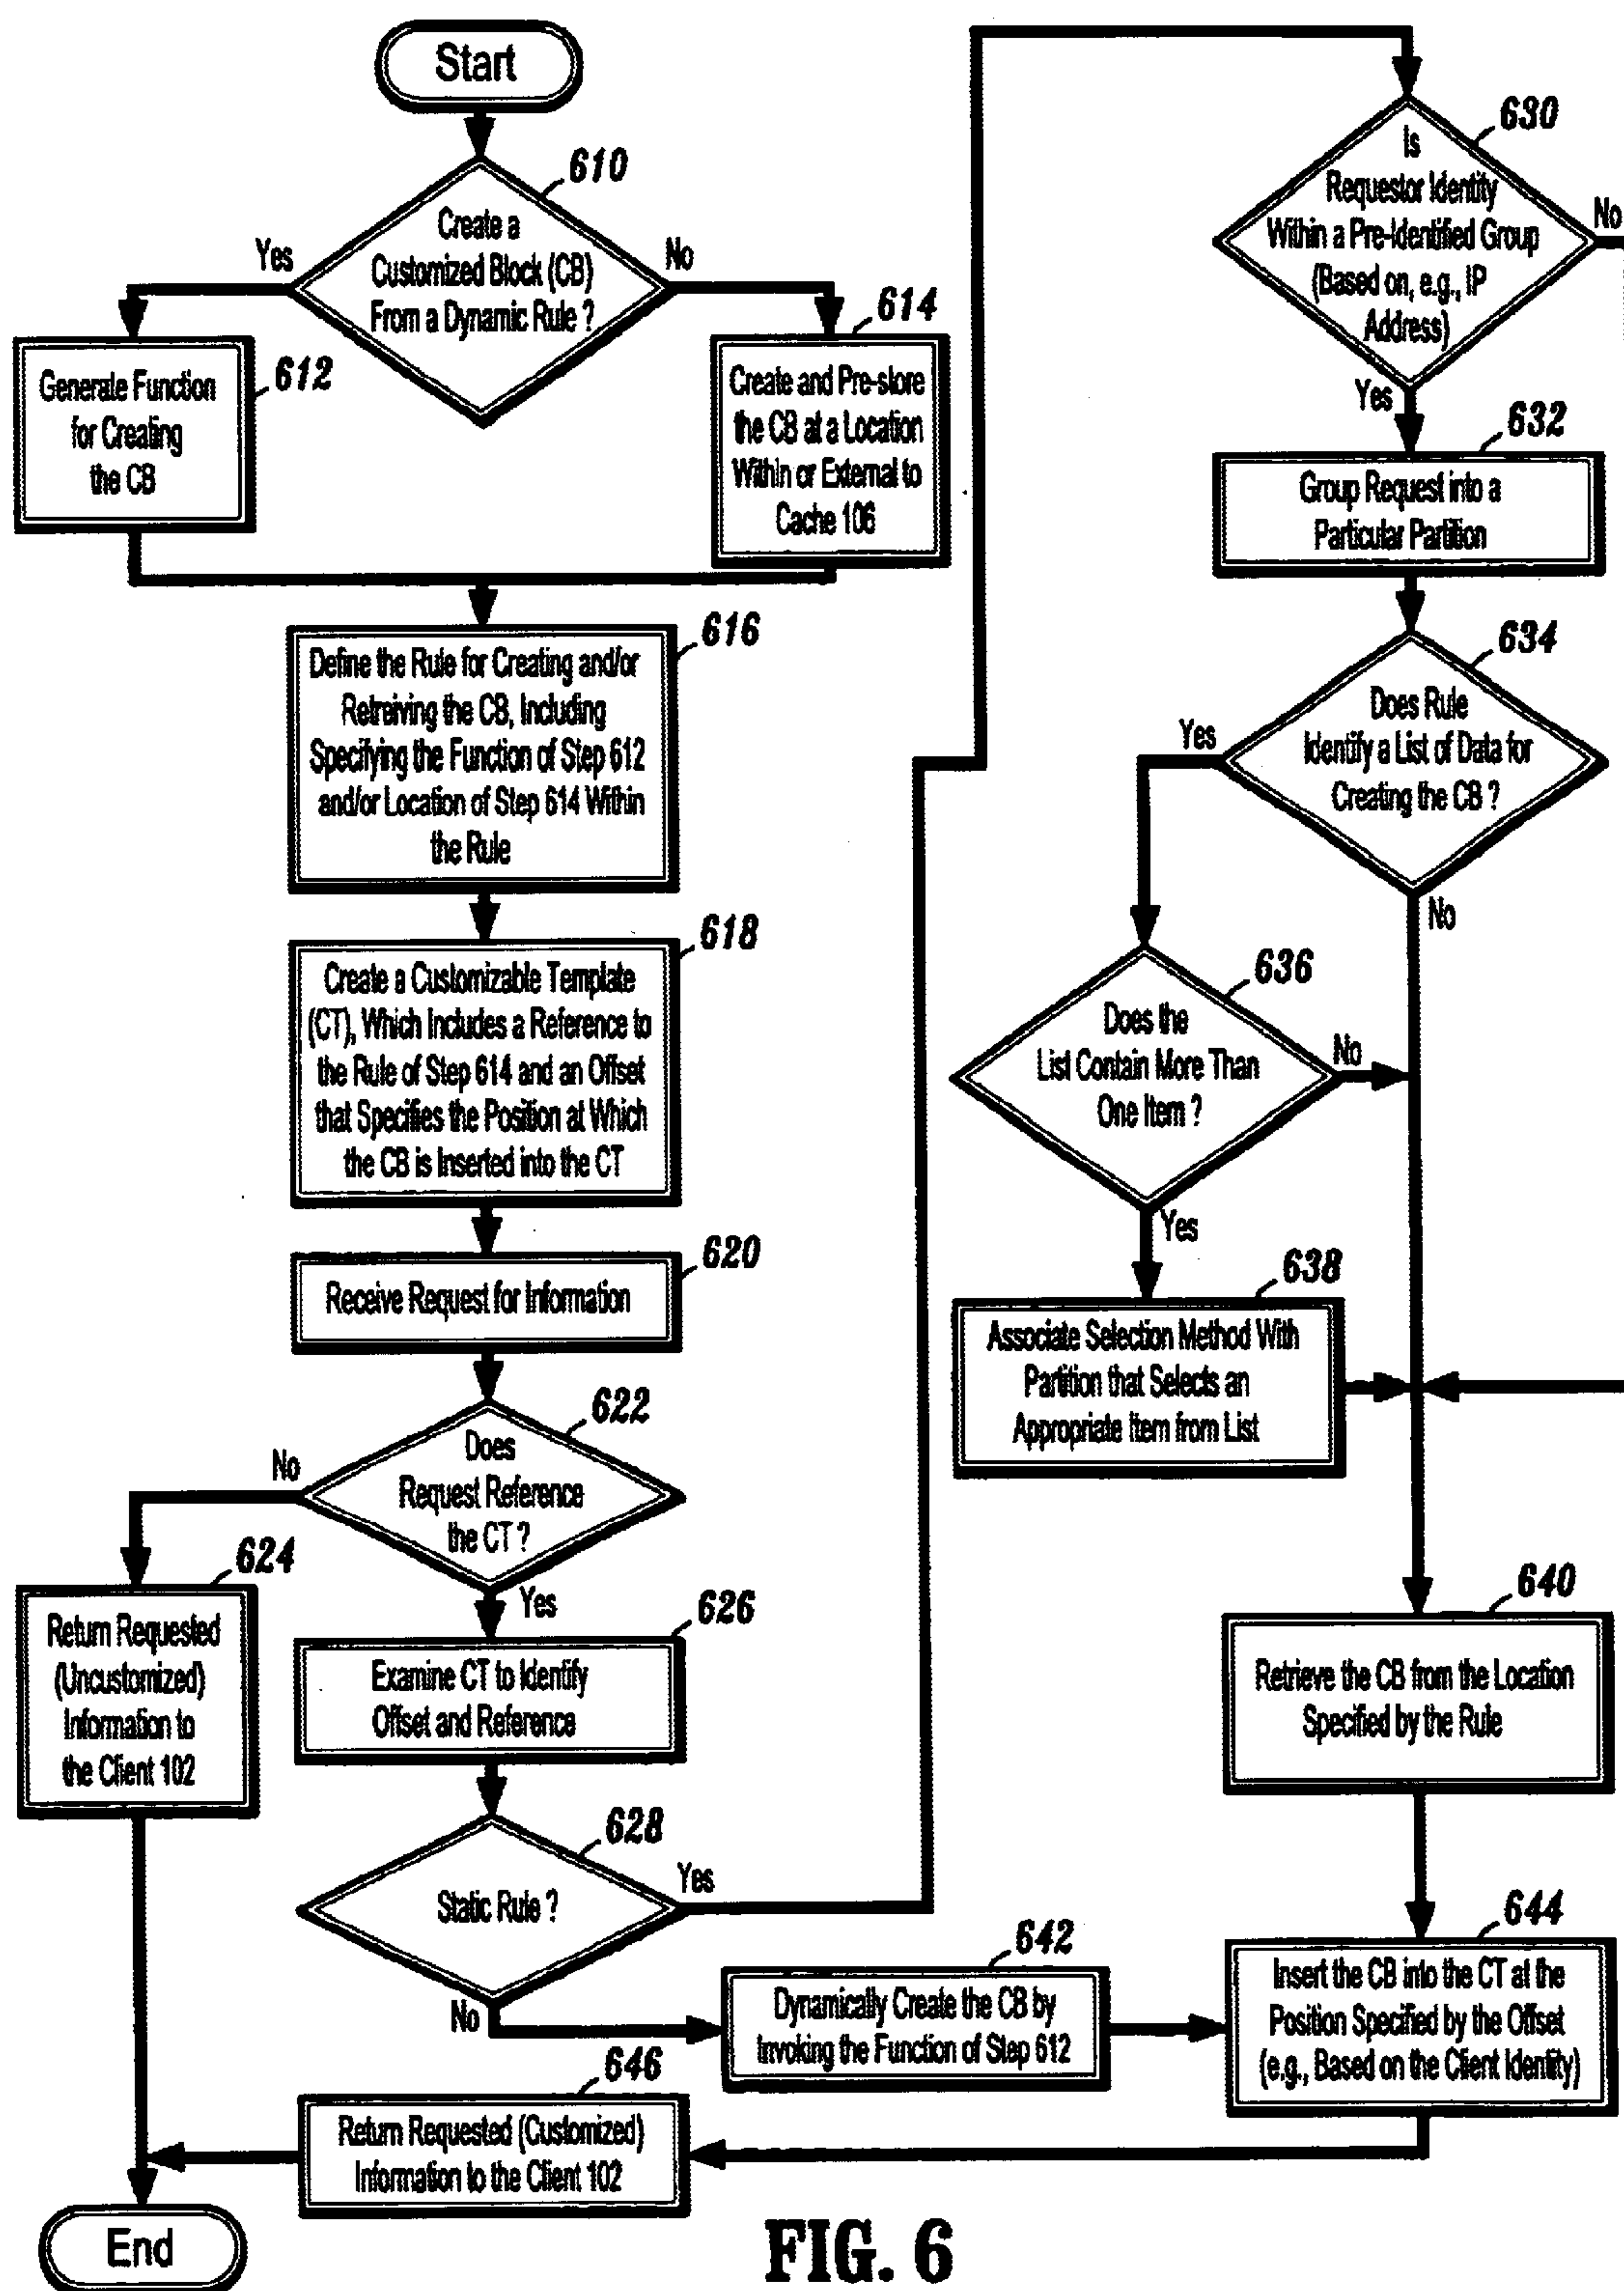 Start
610
Create a
Customized Block (CB)
From a Dynamic Rule ?
Yes
No
612
Generate Function
for Creating
the CB
614
Create and Pre-store
the CB at a Location
Within or External to
Cache 106
616
Define the Rule for Creating and/or
Retreiving the CB, Including
Specifying the Function of Step 612
and/or Location of Step 614 Within
the Rule
618
Create a Customizable Template
(CT), Which Includes a Reference to
the Rule of Step 614 and an Offset
that Specifies the Position at Which
the CB is Inserted into the CT
620
Receive Request for Information
622
Does
Request Reference
the CT ?
No
Yes
624
Return Requested
(Uncustomized)
Information to
the Client 102
626
Examine CT to Identify
Offset and Reference
628
Static Rule ?
Yes
No
630
Is
Requestor Identity
Within a Pre-Identified Group
(Based on, e.g., IP
Address)
No
Yes
632
Group Request into a
Particular Partition
634
Does Rule
Identify a List of Data for
Creating the CB ?
Yes
No
636
Does the
List Contain More Than
One Item ?
No
Yes
638
Associate Selection Method With
Partition that Selects an
Appropriate Item from List
640
Retrieve the CB from the Location
Specified by the Rule
642
Dynamically Create the CB by
Invoking the Function of Step 612
644
Insert the CB into the CT at the
Position Specified by the Offset
(e.g., Based on the Client Identity)
646
Return Requested (Customized)
Information to the Client 102
End
FIG. 6